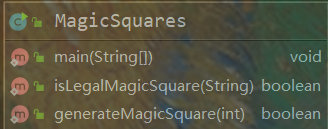 MagicSquares
main(String[]) void
isLegalMagicSquare(String) boolean
generateMagicSquare(int) boolean